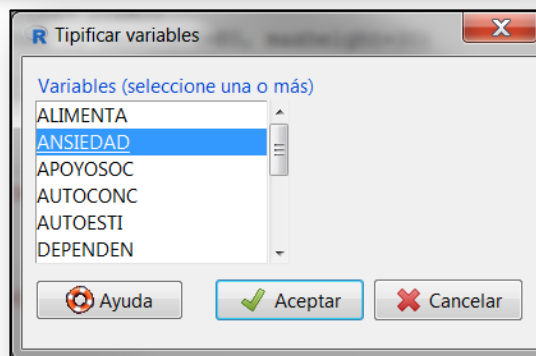 Tipificar variables
Variables (seleccione una o más)
ALIMENTA
ANSIEDAD
APOYOSOC
AUTOCONC
AUTOESTI
DEPENDEN
Ayuda Aceptar Cancelar